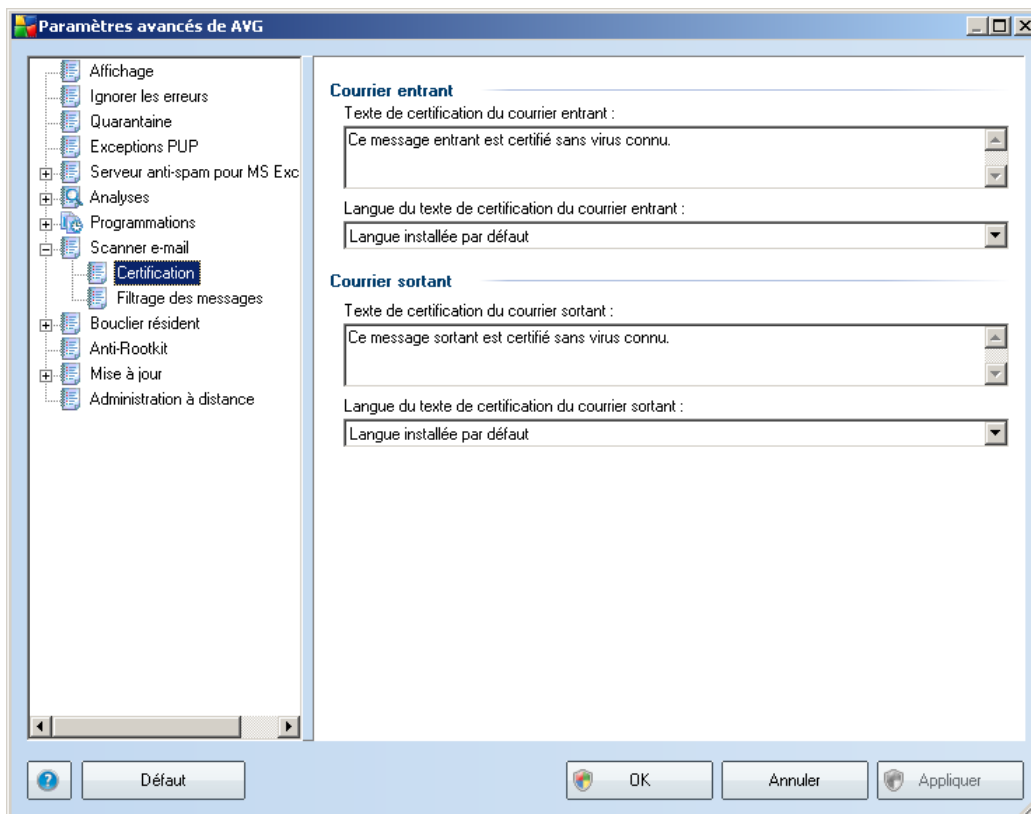 Paramètres avancés de AVG
Affichage
Ignorer les erreurs
Quarantaine
Exceptions PUP
Serveur anti-spam pour MS Exc
Analyses
Programmations
Scanner e-mail
Certification
Filtrage des messages
Bouclier résident
Anti-Rootkit
Mise à jour
Administration à distance
Courrier entrant
Texte de certification du courrier entrant :
Ce message entrant est certifié sans virus connu.
Langue du texte de certification du courrier entrant :
Langue installée par défaut
Courrier sortant
Texte de certification du courrier sortant :
Ce message sortant est certifié sans virus connu.
Langue du texte de certification du courrier sortant :
Langue installée par défaut
Défaut
OK
Annuler
Appliquer